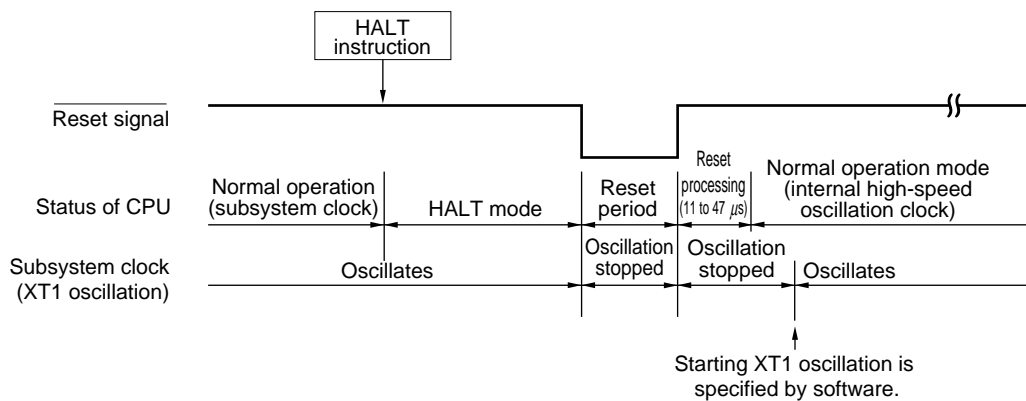 HALT
instruction
Reset signal
Status of CPU
Normal operation
(subsystem clock)
HALT mode
Reset
period
Reset
processing
(11 to 47 μs)
Normal operation mode
(internal high-speed
oscillation clock)
Subsystem clock
(XT1 oscillation)
Oscillates
Oscillation
stopped
Oscillation
stopped
Oscillates
Starting XT1 oscillation is
specified by software.